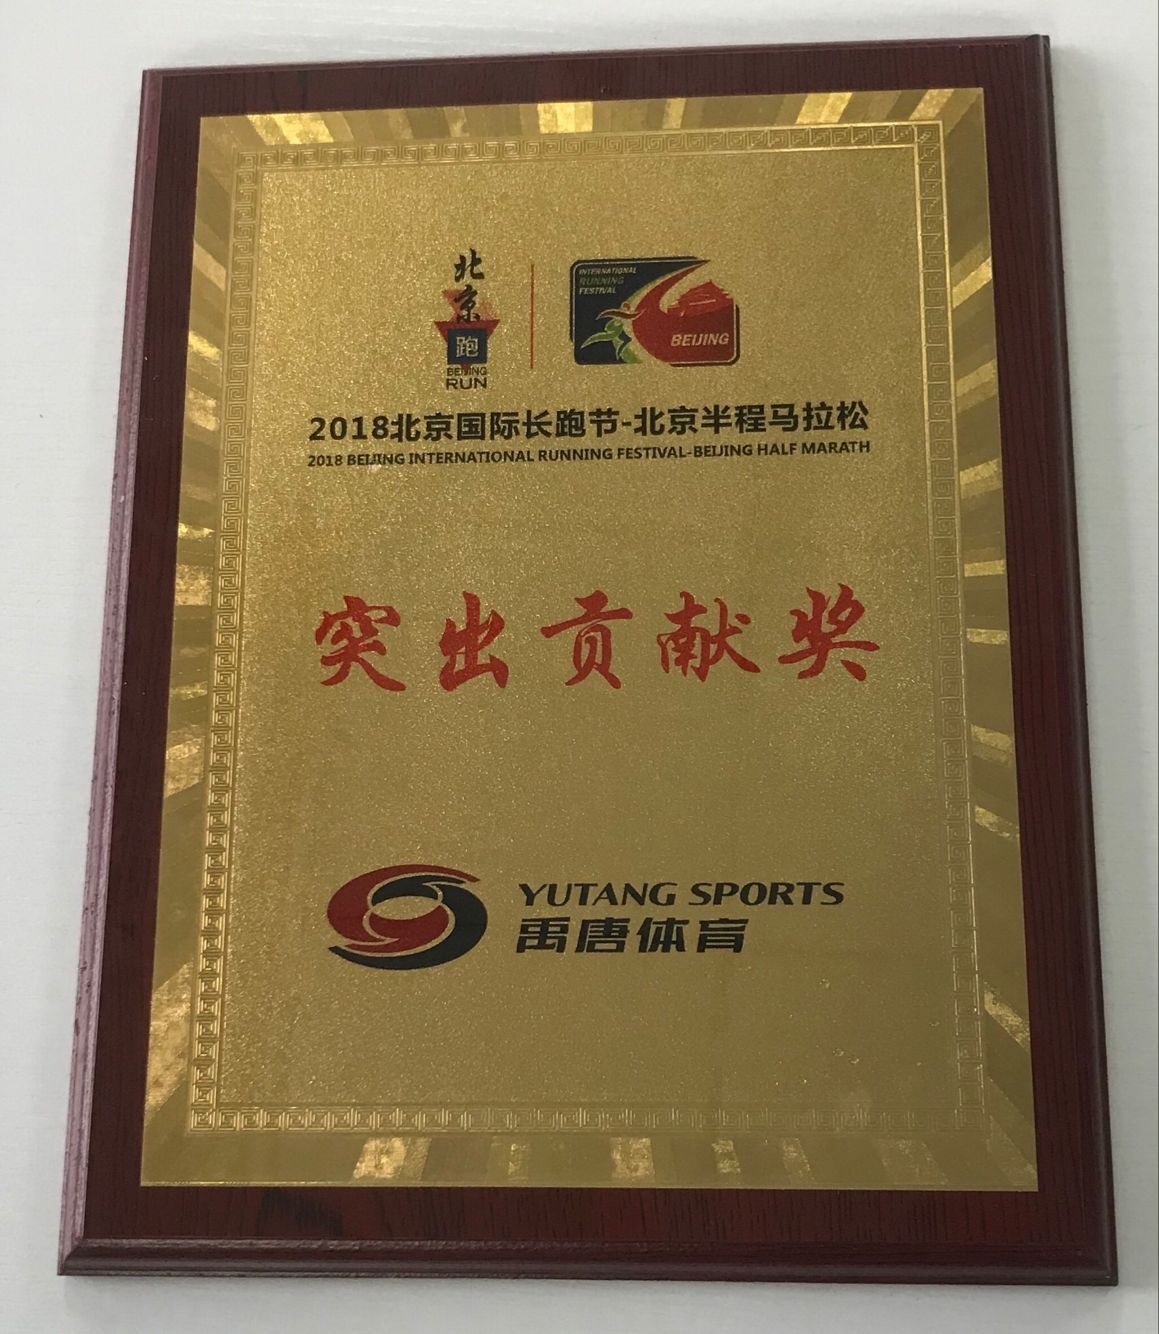 北京
跑
BEIJING
RUN
INTERNATIONAL
RUNNING
FESTIVAL
BEIJING
2018北京国际长跑节-北京半程马拉松
2018 BEIJING INTERNATIONAL RUNNING FESTIVAL-BEIJING HALF MARATH
突出贡献奖
YUTANG SPORTS
禹唐体育